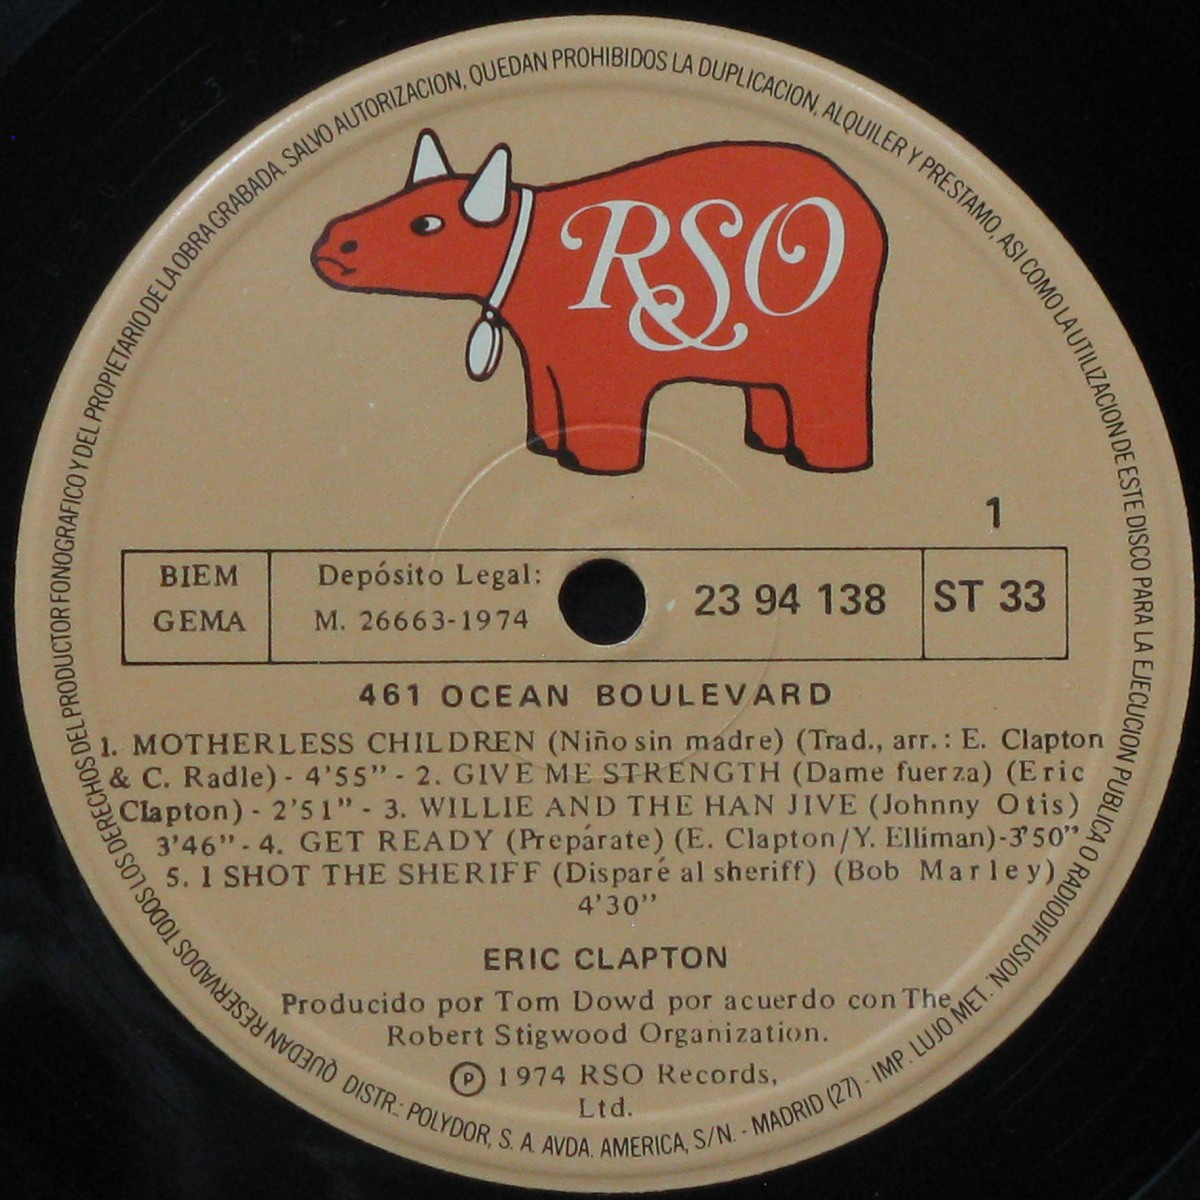 QUEDAN RESERVADOS TODOS LOS DERECHOS DEL PRODUCTOR FONOGRAFICO Y DEL PROPIETARIO DE LA OBRA GRABADA. SALVO AUTORIZACION, QUEDAN PROHIBIDOS LA DUPLICACION, ALQUILER Y PRESTAMO, ASI COMO LA UTILIZACION DE ESTE DISCO PARA LA EJECUCION PUBLICA O RADIODIFUSION.
RSO
1
BIEM
GEMA
Depósito Legal:
M. 26663-1974
23 94 138
ST 33
461 OCEAN BOULEVARD
1. MOTHERLESS CHILDREN (Niño sin madre) (Trad., arr.: E. Clapton
& C. Radle) - 4'55" - 2. GIVE ME STRENGTH (Dame fuerza) (Eric
Clapton) - 2'51" - 3. WILLIE AND THE HAN JIVE (Johnny Otis)
3'46" - 4. GET READY (Prepárate) (E. Clapton/Y. Elliman)-3'50"
5. I SHOT THE SHERIFF (Disparé al sheriff) (Bob Marley)
4'30"
ERIC CLAPTON
Producido por Tom Dowd por acuerdo con The
Robert Stigwood Organization.
Ⓟ 1974 RSO Records,
Ltd.
DISTR.: POLYDOR, S. A. AVDA. AMERICA, S/N. - MADRID (27) - IMP. LUJO MET.